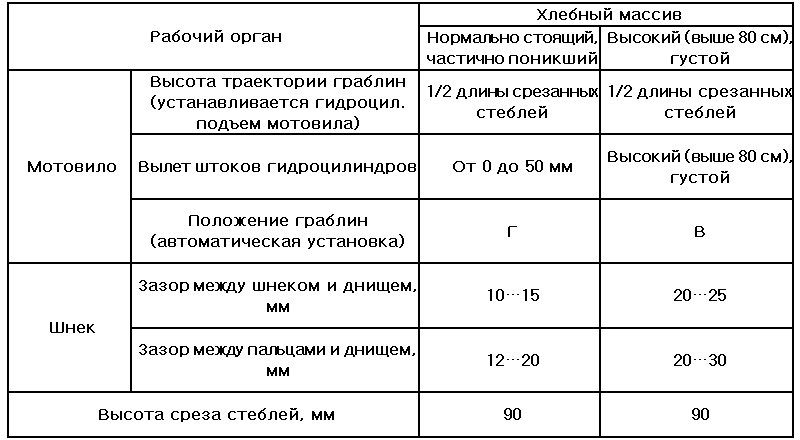 Рабочий орган
Хлебный массив
Нормально стоящий,
частично поникший
Высокий (выше 80 см),
густой
Мотовило
Высота траектории граблин
(устанавливается гидроцил.
подъем мотовила)
1/2 длины срезанных
стеблей
1/2 длины срезанных
стеблей
Вылет штоков гидроцилиндров
От 0 до 50 мм
Высокий (выше 80 см),
густой
Положение граблин
(автоматическая установка)
Г
В
Шнек
Зазор между шнеком и днищем,
мм
10…15
20…25
Зазор между пальцами и днищем,
мм
12…20
20…30
Высота среза стеблей, мм
90
90